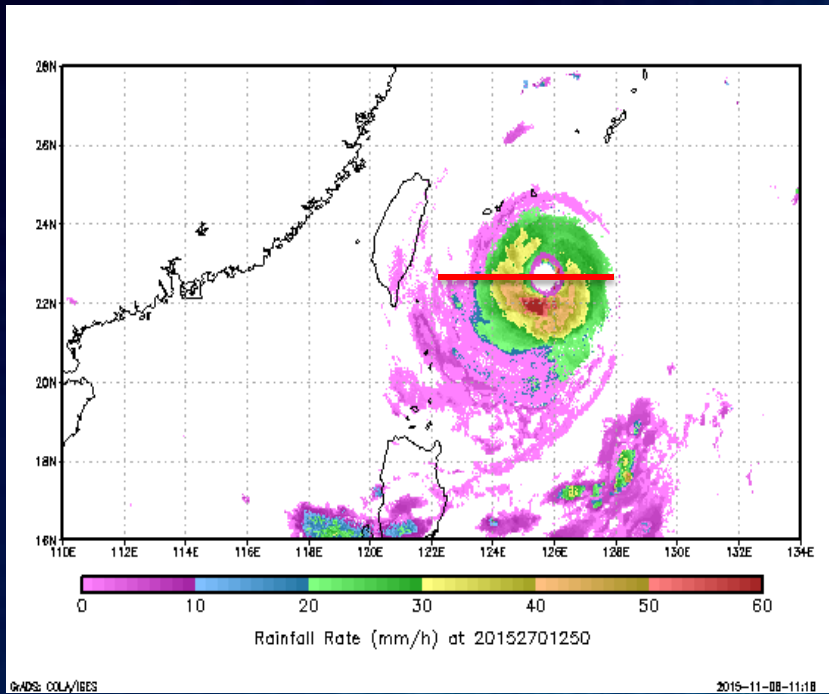 28N
26N
24N
22N
20N
18N
16N
110E 112E 114E 116E 118E 120E 122E 124E 126E 128E 130E 132E 134E
0 10 20 30 40 50 60
Rainfall Rate (mm/h) at 20152701250
GrADS: COLA/IGES 2015-11-08-11:18